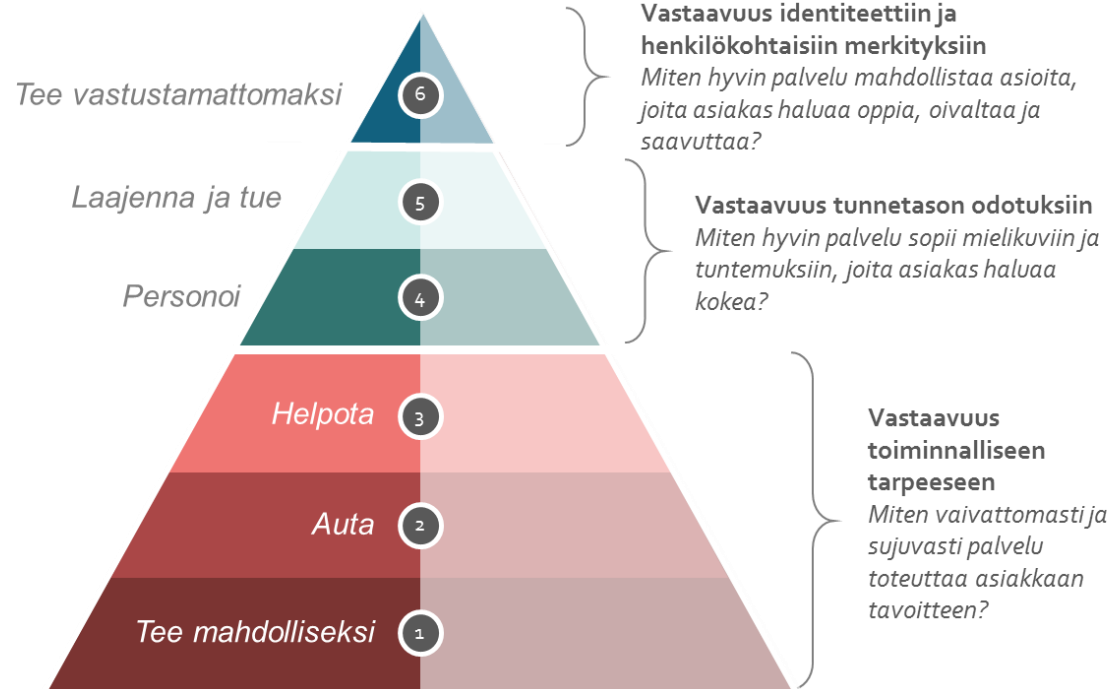 Vastaavuus identiteettiin ja
henkilökohtaisiin merkityksiin
Miten hyvin palvelu mahdollistaa asioita,
joita asiakas haluaa oppia, oivaltaa ja
saavuttaa?
Tee vastustamattomaksi
6
Laajenna ja tue
5
Vastaavuus tunnetason odotuksiin
Miten hyvin palvelu sopii mielikuviin ja
tuntemuksiin, joita asiakas haluaa
kokea?
Personoi
4
Helpota
3
Vastaavuus
toiminnalliseen
tarpeeseen
Miten vaivattomasti ja
sujuvasti palvelu
toteuttaa asiakkaan
tavoitteen?
Auta
2
Tee mahdolliseksi
1